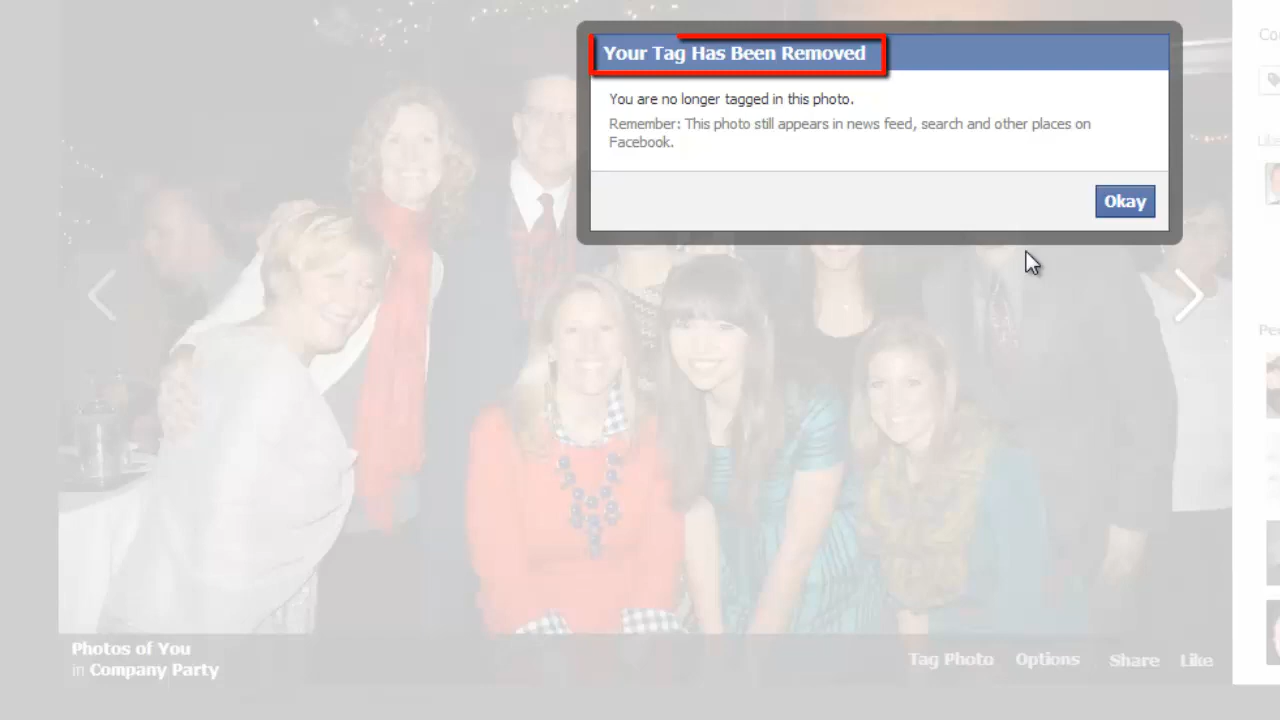 Your Tag Has Been Removed
You are no longer tagged in this photo.
Remember: This photo still appears in news feed, search and other places on
Facebook.
Okay
Photos of You
in Company Party
Tag Photo Options Share Like